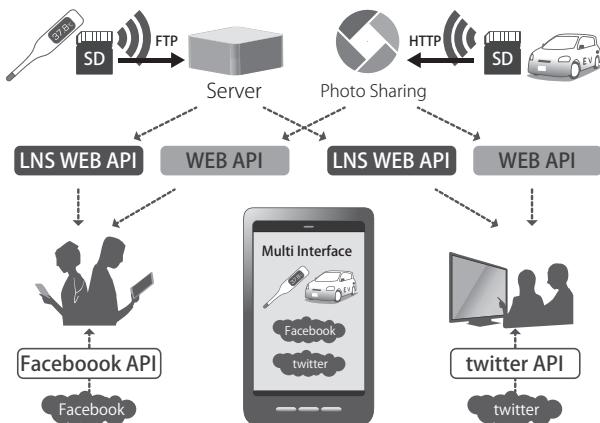 37.8℃
SD
FTP
HTTP
SD
EV
Server
Photo Sharing
LNS WEB API
WEB API
LNS WEB API
WEB API
Multi Interface
EV
Facebook
twitter
Faceboook API
twitter API
Facebook
twitter